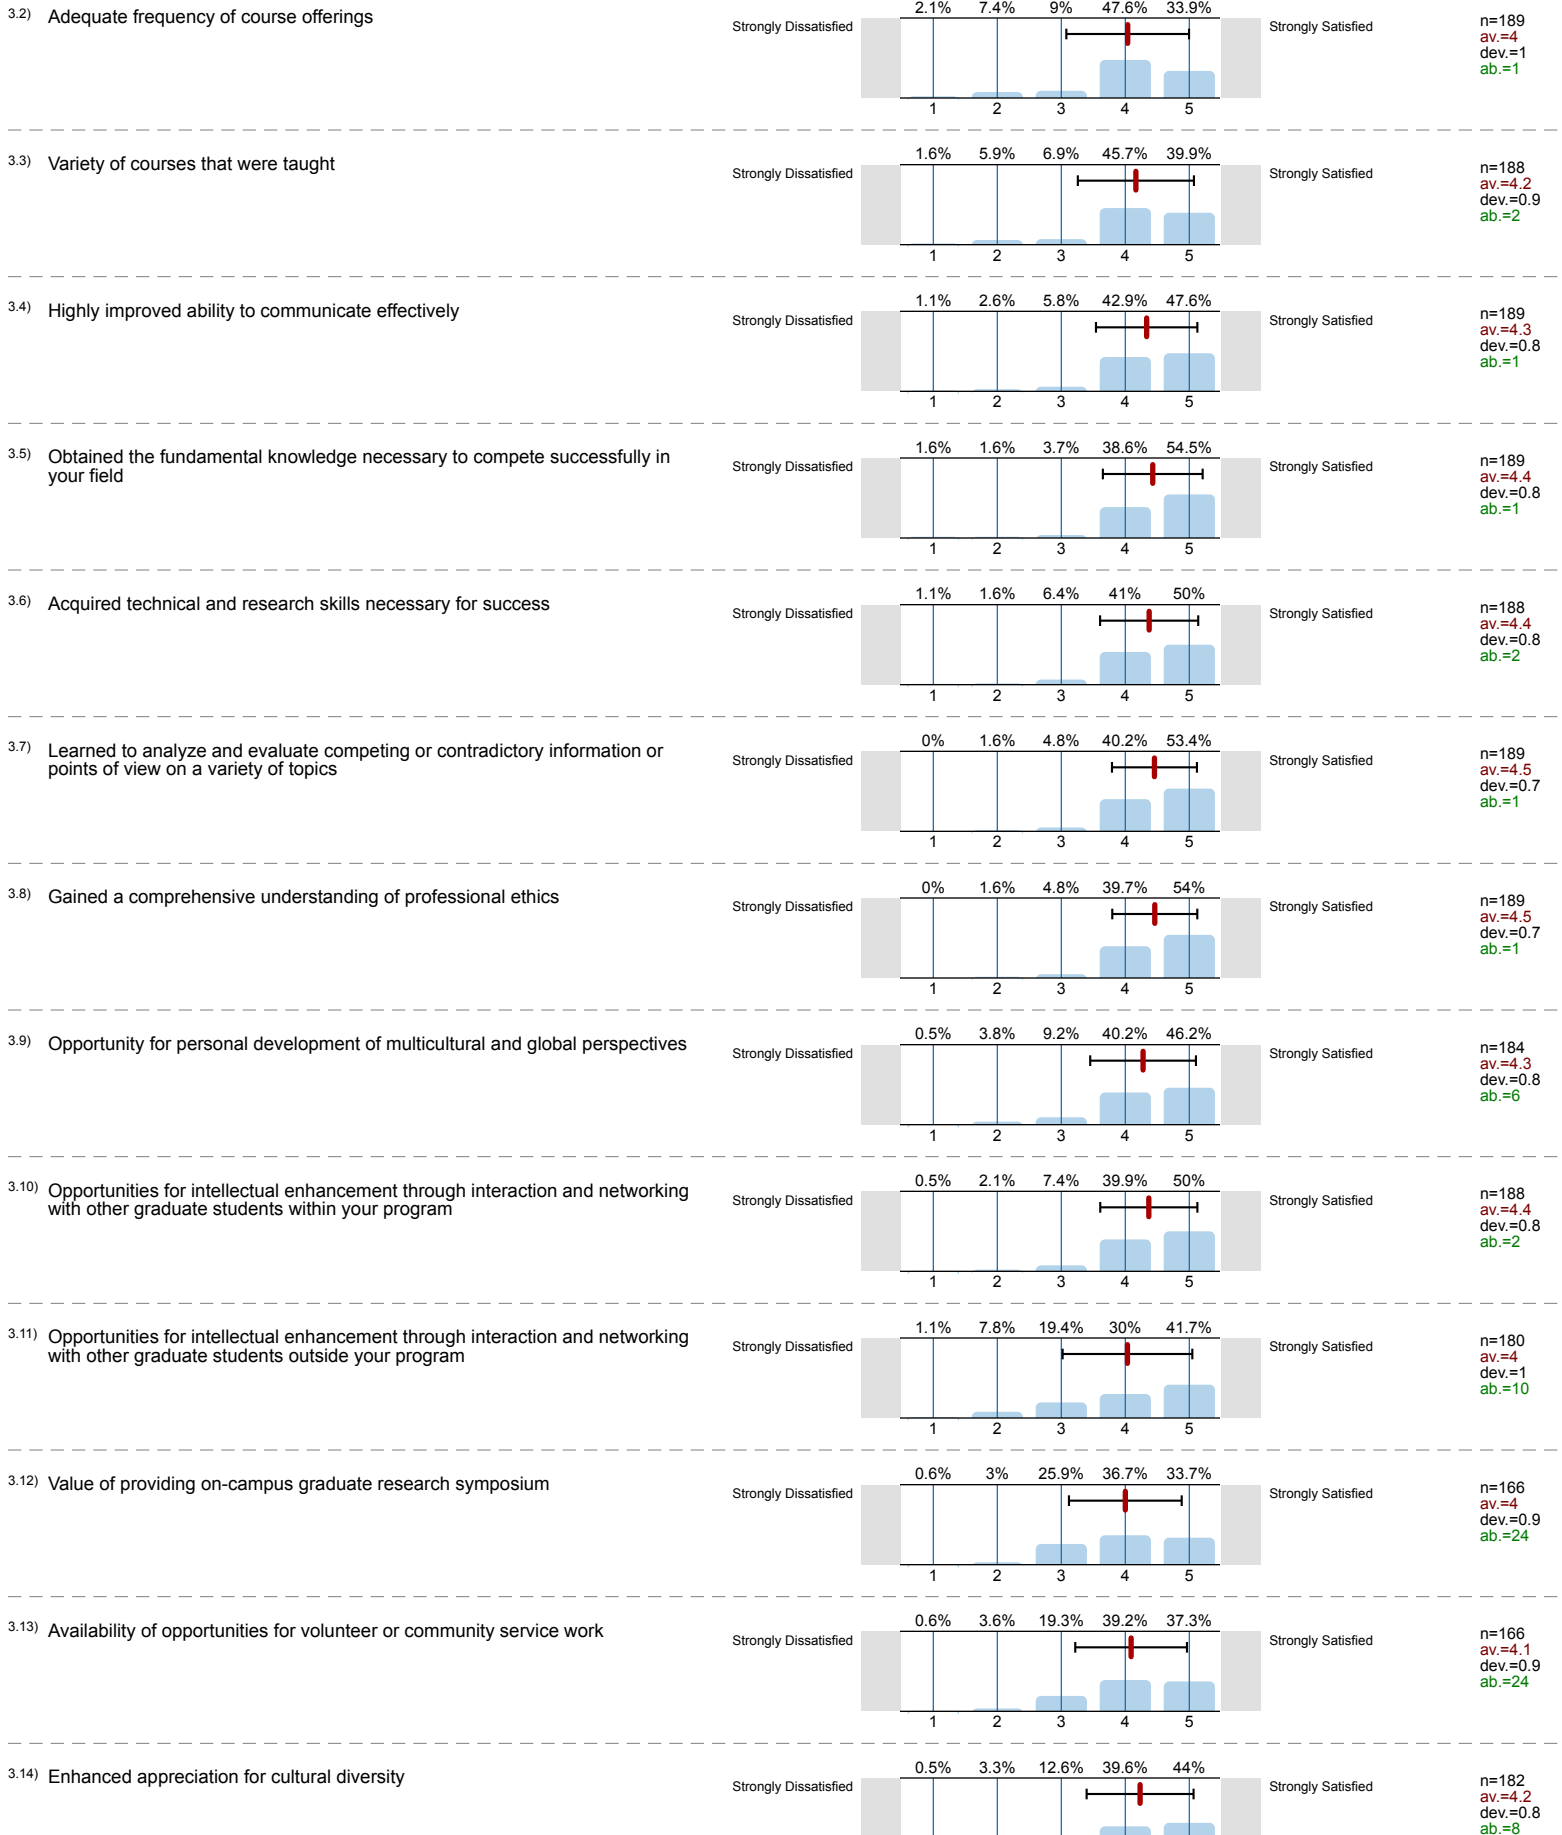 3.2) Adequate frequency of course offerings
2.1% 7.4% 9% 47.6% 33.9%
Strongly Dissatisfied Strongly Satisfied
n=189
av.=4
dev.=1
ab.=1
1 2 3 4 5
3.3) Variety of courses that were taught
1.6% 5.9% 6.9% 45.7% 39.9%
Strongly Dissatisfied Strongly Satisfied
n=188
av.=4.2
dev.=0.9
ab.=2
1 2 3 4 5
3.4) Highly improved ability to communicate effectively
1.1% 2.6% 5.8% 42.9% 47.6%
Strongly Dissatisfied Strongly Satisfied
n=189
av.=4.3
dev.=0.8
ab.=1
1 2 3 4 5
3.5) Obtained the fundamental knowledge necessary to compete successfully in
your field
1.6% 1.6% 3.7% 38.6% 54.5%
Strongly Dissatisfied Strongly Satisfied
n=189
av.=4.4
dev.=0.8
ab.=1
1 2 3 4 5
3.6) Acquired technical and research skills necessary for success
1.1% 1.6% 6.4% 41% 50%
Strongly Dissatisfied Strongly Satisfied
n=188
av.=4.4
dev.=0.8
ab.=2
1 2 3 4 5
3.7) Learned to analyze and evaluate competing or contradictory information or
points of view on a variety of topics
0% 1.6% 4.8% 40.2% 53.4%
Strongly Dissatisfied Strongly Satisfied
n=189
av.=4.5
dev.=0.7
ab.=1
1 2 3 4 5
3.8) Gained a comprehensive understanding of professional ethics
0% 1.6% 4.8% 39.7% 54%
Strongly Dissatisfied Strongly Satisfied
n=189
av.=4.5
dev.=0.7
ab.=1
1 2 3 4 5
3.9) Opportunity for personal development of multicultural and global perspectives
0.5% 3.8% 9.2% 40.2% 46.2%
Strongly Dissatisfied Strongly Satisfied
n=184
av.=4.3
dev.=0.8
ab.=6
1 2 3 4 5
3.10) Opportunities for intellectual enhancement through interaction and networking
with other graduate students within your program
0.5% 2.1% 7.4% 39.9% 50%
Strongly Dissatisfied Strongly Satisfied
n=188
av.=4.4
dev.=0.8
ab.=2
1 2 3 4 5
3.11) Opportunities for intellectual enhancement through interaction and networking
with other graduate students outside your program
1.1% 7.8% 19.4% 30% 41.7%
Strongly Dissatisfied Strongly Satisfied
n=180
av.=4
dev.=1
ab.=10
1 2 3 4 5
3.12) Value of providing on-campus graduate research symposium
0.6% 3% 25.9% 36.7% 33.7%
Strongly Dissatisfied Strongly Satisfied
n=166
av.=4
dev.=0.9
ab.=24
1 2 3 4 5
3.13) Availability of opportunities for volunteer or community service work
0.6% 3.6% 19.3% 39.2% 37.3%
Strongly Dissatisfied Strongly Satisfied
n=166
av.=4.1
dev.=0.9
ab.=24
1 2 3 4 5
3.14) Enhanced appreciation for cultural diversity
0.5% 3.3% 12.6% 39.6% 44%
Strongly Dissatisfied Strongly Satisfied
n=182
av.=4.2
dev.=0.8
ab.=8